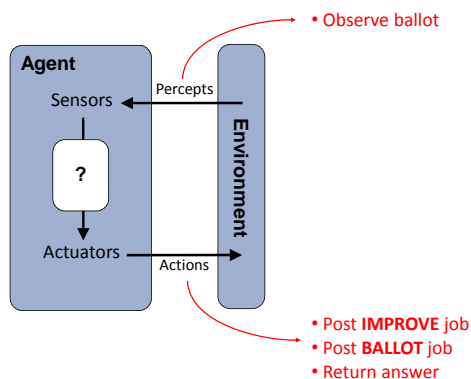 • Observe ballot
Agent
Percepts
Sensors
Environment
?
Actuators
Actions
• Post IMPROVE job
• Post BALLOT job
• Return answer